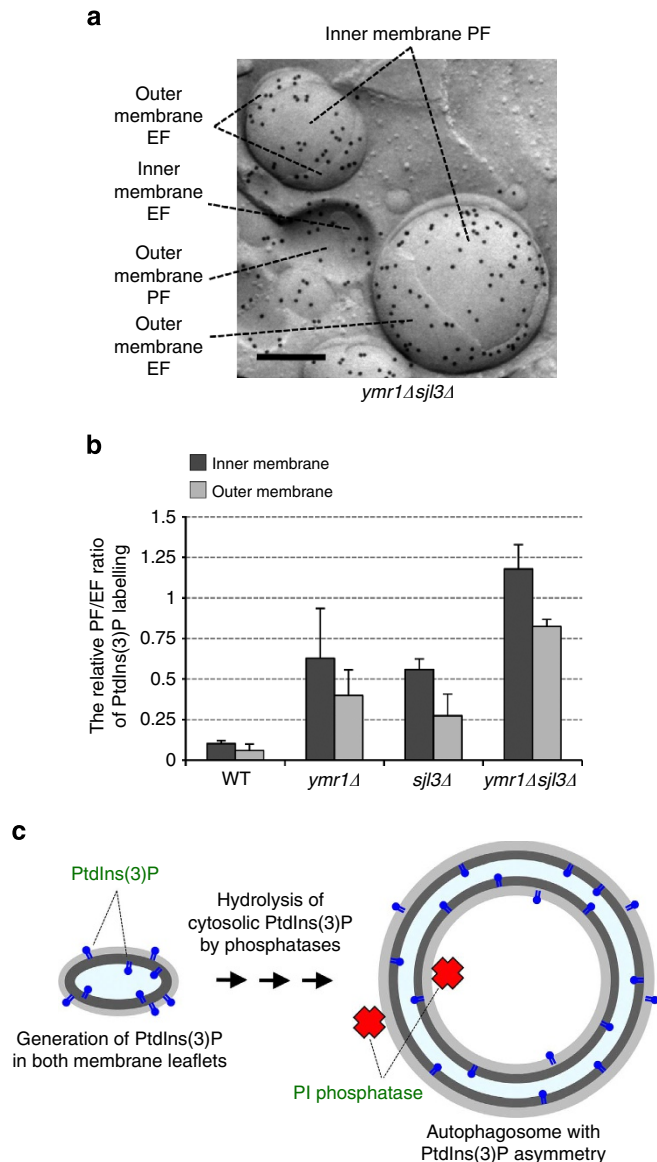 a
Inner membrane PF
Outer
membrane
EF
Inner
membrane
EF
Outer
membrane
PF
Outer
membrane
EF
ymr1Δsjl3Δ
b
Inner membrane
Outer membrane
The relative PF/EF ratio
of PtdIns(3)P labelling
1.5
1.25
1
0.75
0.5
0.25
0
WT
ymr1Δ
sjl3Δ
ymr1Δsjl3Δ
c
PtdIns(3)P
Hydrolysis of
cytosolic PtdIns(3)P
by phosphatases
Generation of PtdIns(3)P
in both membrane leaflets
PI phosphatase
Autophagosome with
PtdIns(3)P asymmetry